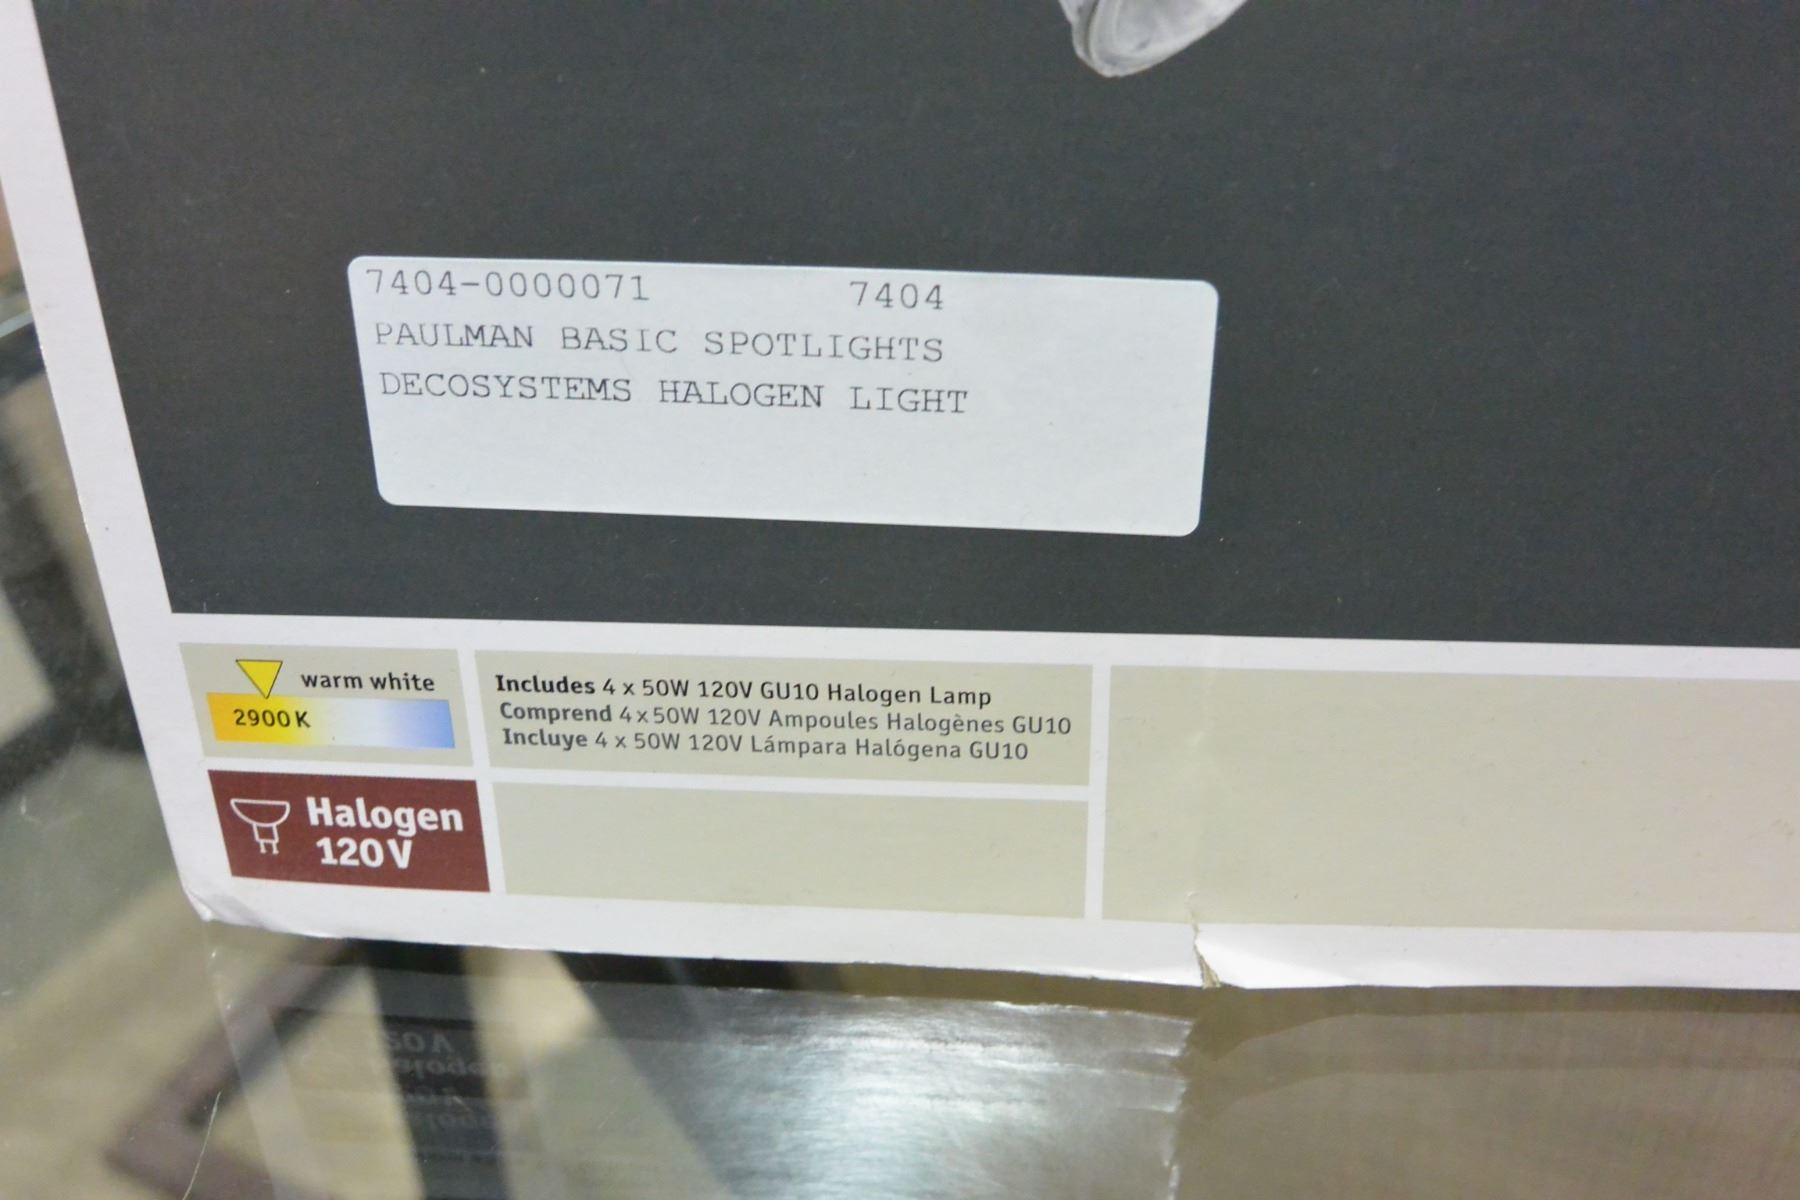 7404-0000071 7404
PAULMAN BASIC SPOTLIGHTS
DECOSYSTEMS HALOGEN LIGHT
warm white
2900 K
Includes 4 x 50W 120V GU10 Halogen Lamp
Comprend 4 x 50W 120V Ampoules Halogènes GU10
Incluye 4 x 50W 120V Lámpara Halógena GU10
Halogen
120 V